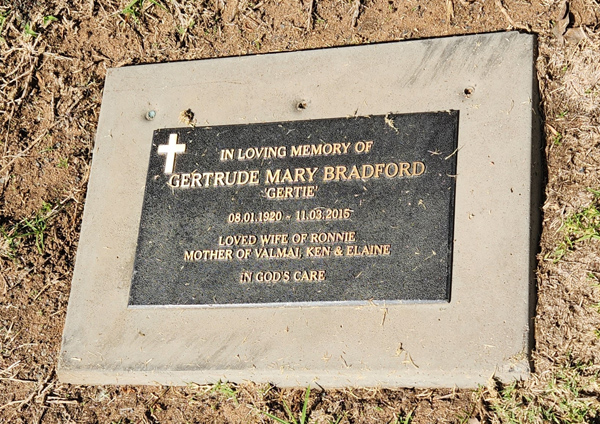 IN LOVING MEMORY OF
GERTRUDE MARY BRADFORD
'GERTIE'
08.01.1920 ~ 11.03.2015
LOVED WIFE OF RONNIE
MOTHER OF VALMAI, KEN & ELAINE
IN GOD'S CARE